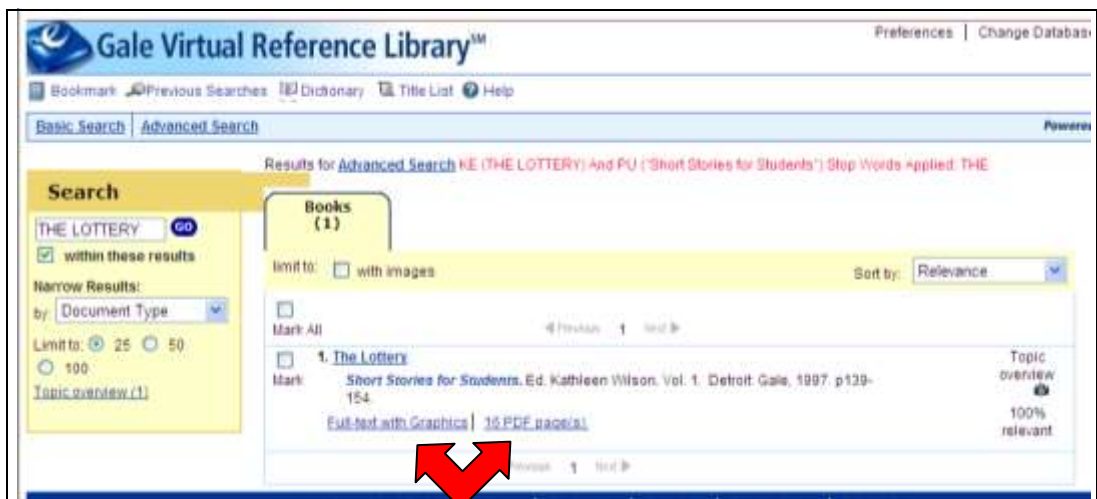 Gale Virtual Reference Library℠
Preferences | Change Databas
Bookmark Previous Searches Dictionary Title List Help
Basic Search | Advanced Search
Powere
Results for Advanced Search KE (THE LOTTERY) And PU ("Short Stories for Students") Stop Words Applied: THE
Search
THE LOTTERY GO
within these results
Narrow Results:
by: Document Type
Limit to: 25 50
100
Topic overview (1)
Books
(1)
limit to: with images
Sort by: Relevance
Mark All
Previous 1 Next
Mark
1. The Lottery
Short Stories for Students. Ed. Kathleen Wilson. Vol. 1. Detroit: Gale, 1997. p139-
154.
Full-text with Graphics | 16 PDF page(s)
Topic
overview
100%
relevant
1 Next